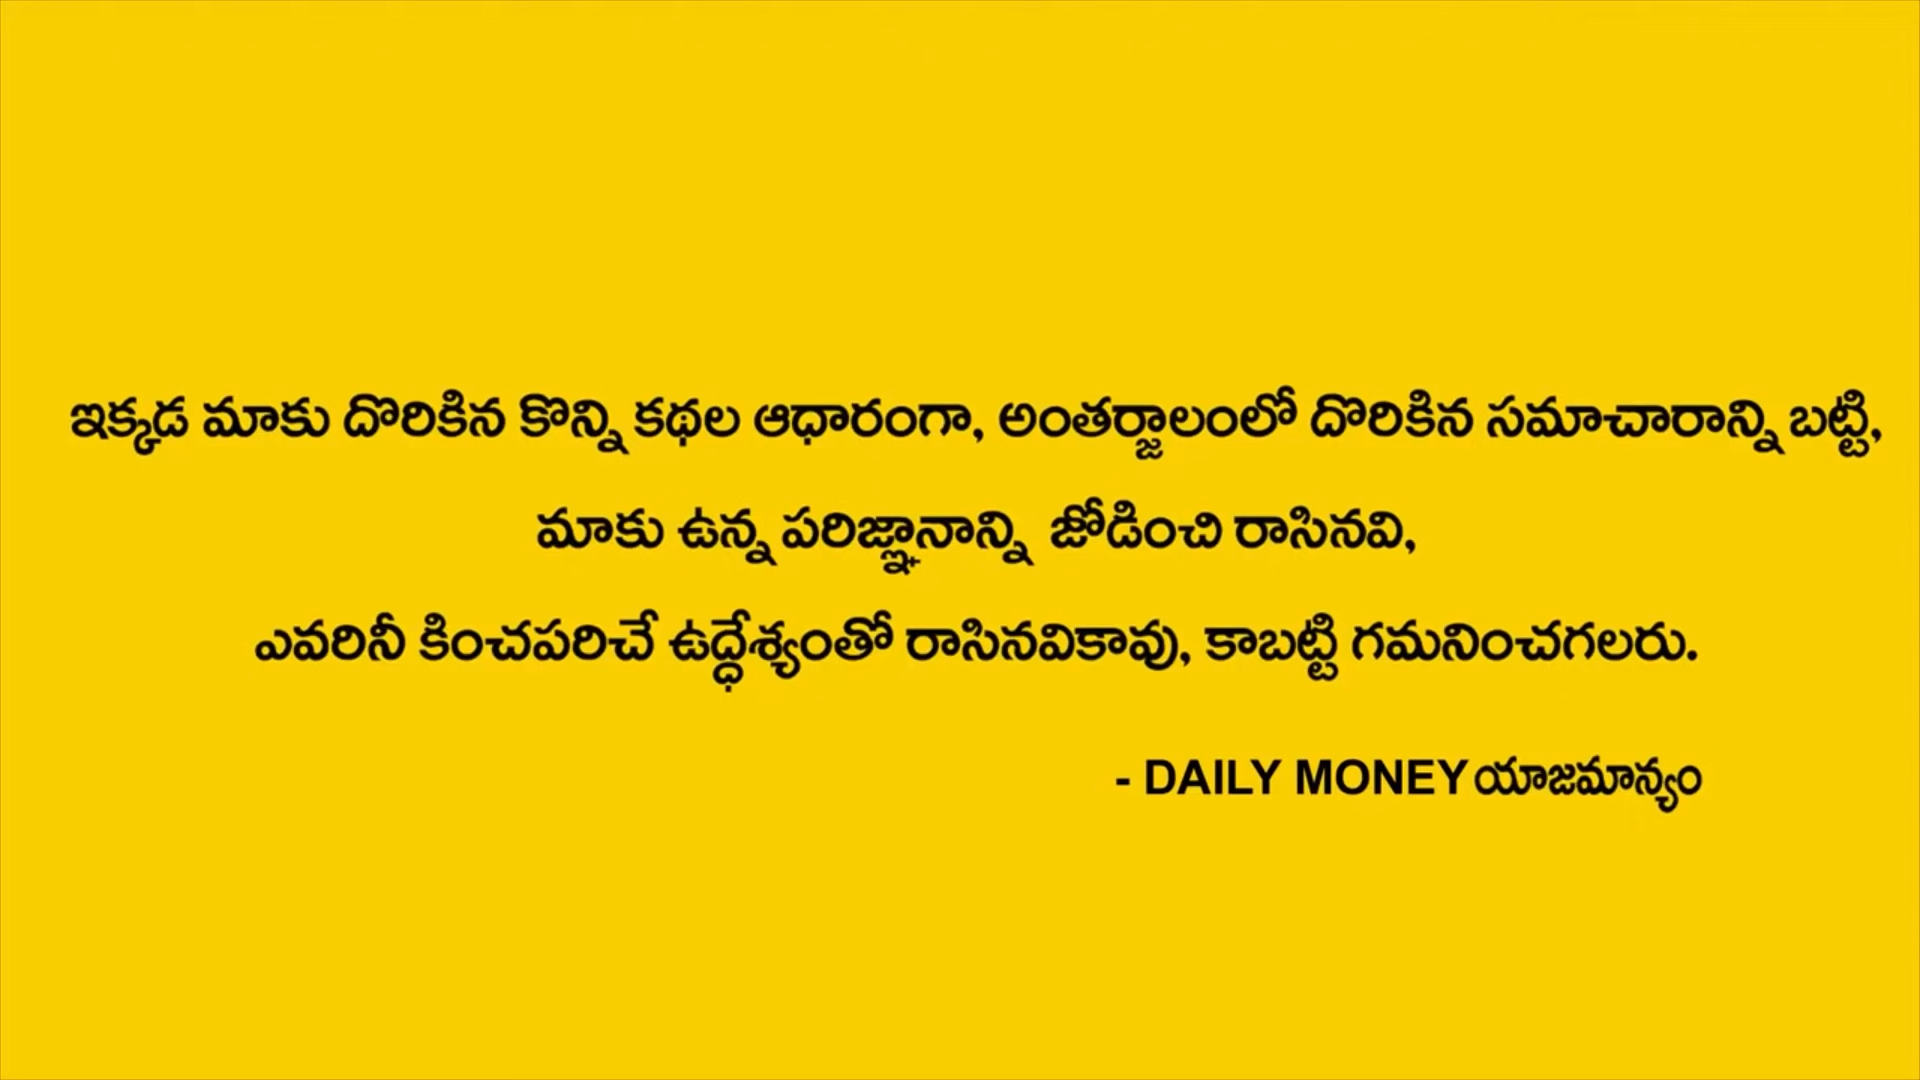 ఇక్కడ మాకు దొరికిన కొన్ని కథల ఆధారంగా, అంతర్జాలంలో దొరికిన సమాచారాన్ని బట్టి,
మాకు ఉన్న పరిజ్ఞానాన్ని జోడించి రాసినవి,
ఎవరినీ కించపరిచే ఉద్ధేశ్యంతో రాసినవికావు, కాబట్టి గమనించగలరు.
- DAILY MONEY యాజమాన్యం